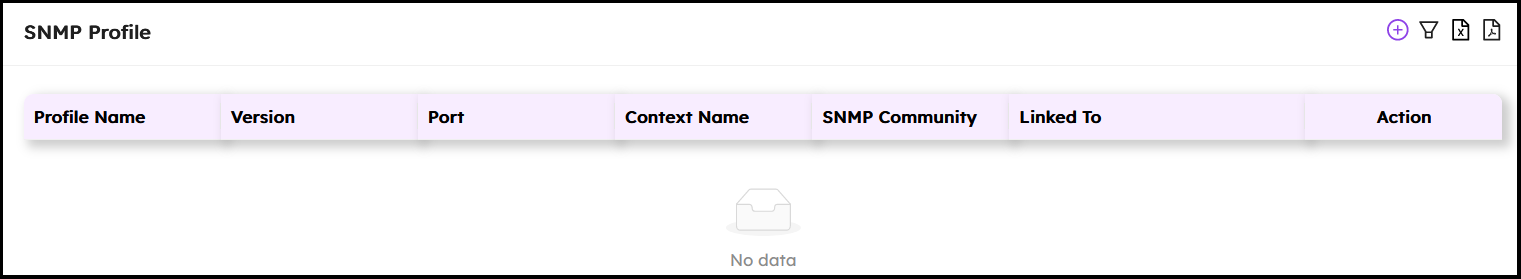 SNMP Profile
Profile Name Version Port Context Name SNMP Community Linked To Action
No data